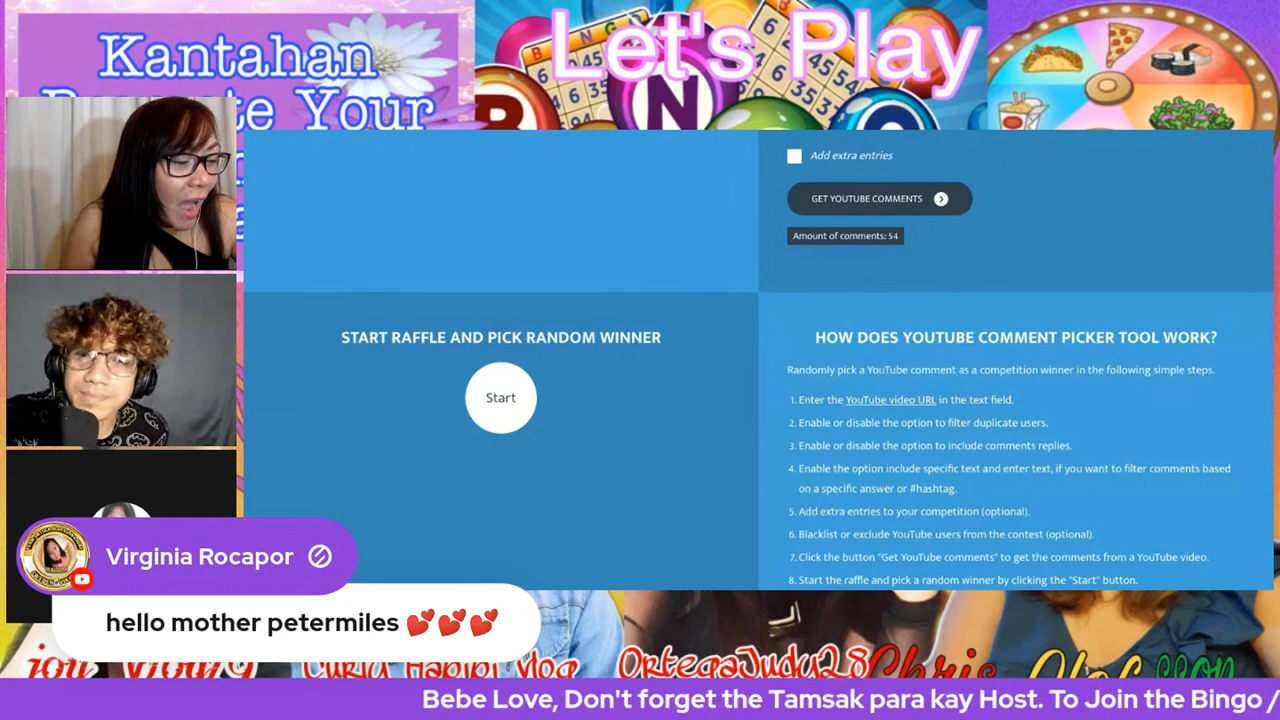 Kantahan
Promote Your
Let's Play
B N O
Add extra entries
GET YOUTUBE COMMENTS
Amount of comments: 54
START RAFFLE AND PICK RANDOM WINNER
Start
HOW DOES YOUTUBE COMMENT PICKER TOOL WORK?
Randomly pick a YouTube comment as a competition winner in the following simple steps.
1. Enter the YouTube video URL in the text field.
2. Enable or disable the option to filter duplicate users.
3. Enable or disable the option to include comments replies.
4. Enable the option include specific text and enter text, if you want to filter comments based
on a specific answer or #hashtag.
5. Add extra entries to your competition (optional).
6. Blacklist or exclude YouTube users from the contest (optional).
7. Click the button "Get YouTube comments" to get the comments from a YouTube video.
8. Start the raffle and pick a random winner by clicking the "Start" button.
Virginia Rocapor
hello mother petermiles 💕💕💕
Curly Habibi Vlog
OrtegaJudy28
Chris
Bebe Love, Don't forget the Tamsak para kay Host. To Join the Bingo /